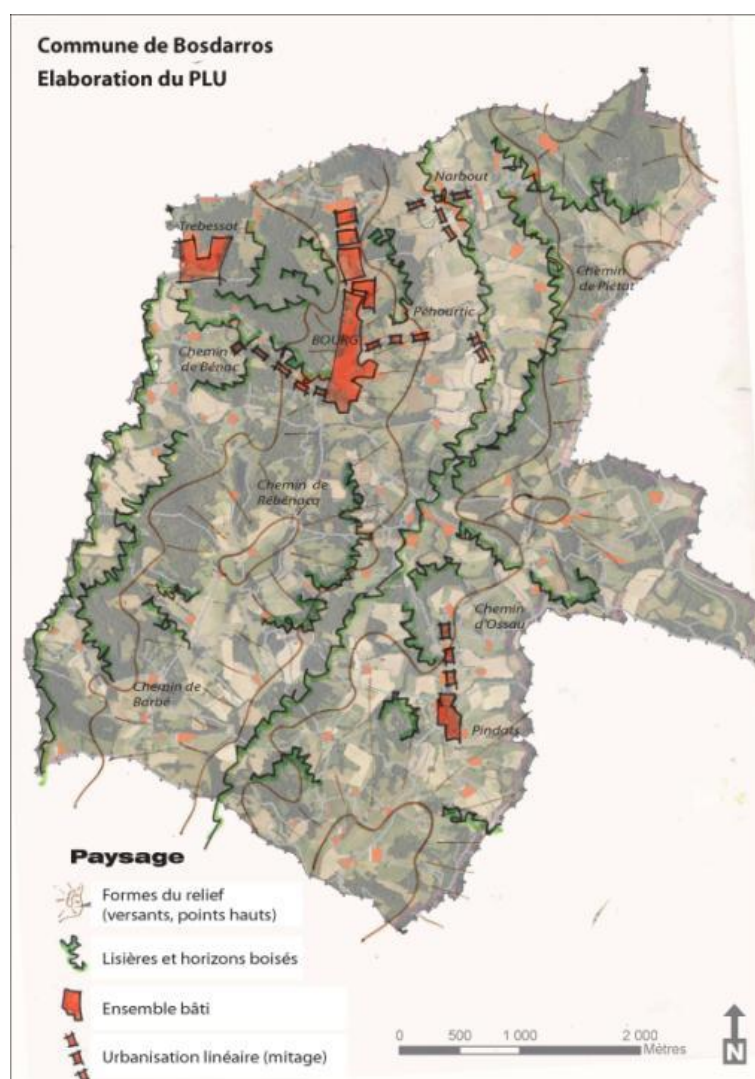 Commune de Bosdarros
Elaboration du PLU
Narbout
Trebessot
Chemin
de Piétat
Péhourtic
BOURG
Chemin
de Bénac
Chemin de
Rébénacq
Chemin
d'Ossau
Chemin de
Barbé
Pindats
Paysage
Formes du relief
(versants, points hauts)
Lisières et horizons boisés
Ensemble bâti
Urbanisation linéaire (mitage)
0 500 1 000 2 000
Mètres
N